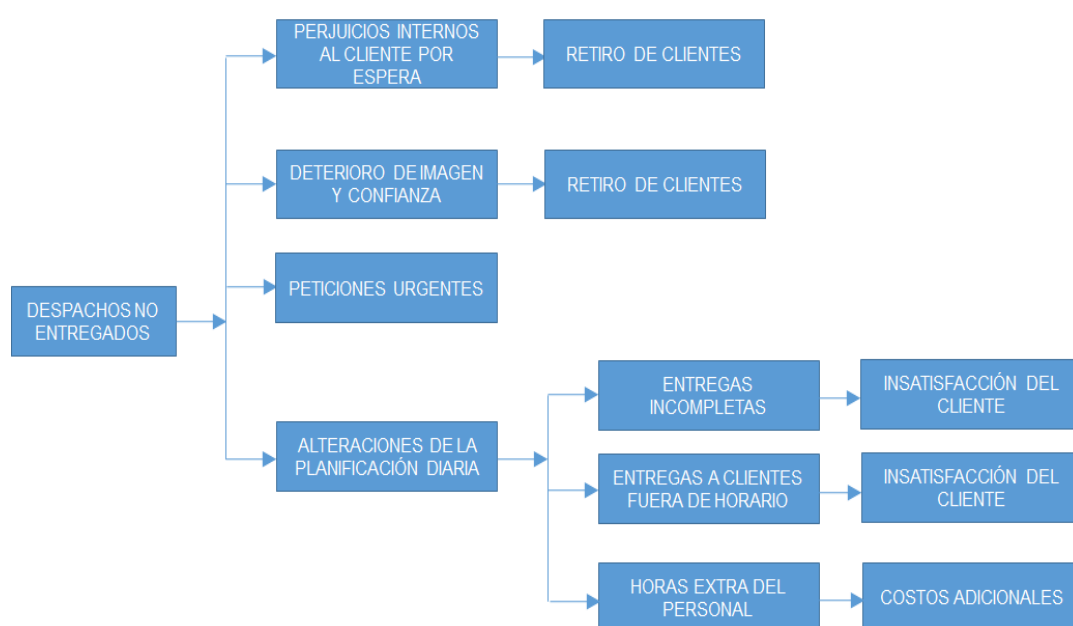 PERJUICIOS INTERNOS
AL CLIENTE POR
ESPERA
RETIRO DE CLIENTES
DETERIORO DE IMAGEN
Y CONFIANZA
RETIRO DE CLIENTES
PETICIONES URGENTES
DESPACHOS NO
ENTREGADOS
ALTERACIONES DE LA
PLANIFICACIÓN DIARIA
ENTREGAS
INCOMPLETAS
INSATISFACCIÓN DEL
CLIENTE
ENTREGAS A CLIENTES
FUERA DE HORARIO
INSATISFACCIÓN DEL
CLIENTE
HORAS EXTRA DEL
PERSONAL
COSTOS ADICIONALES